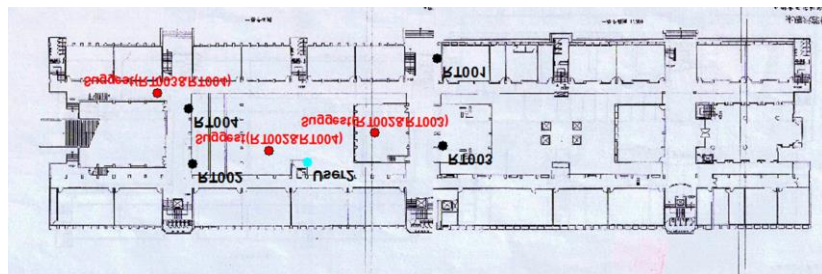 RT001
Suggest(RT003&RT004)
RT004
Suggest(RT002&RT003)
Suggest(RT002&RT004)
RT003
RT002
User2